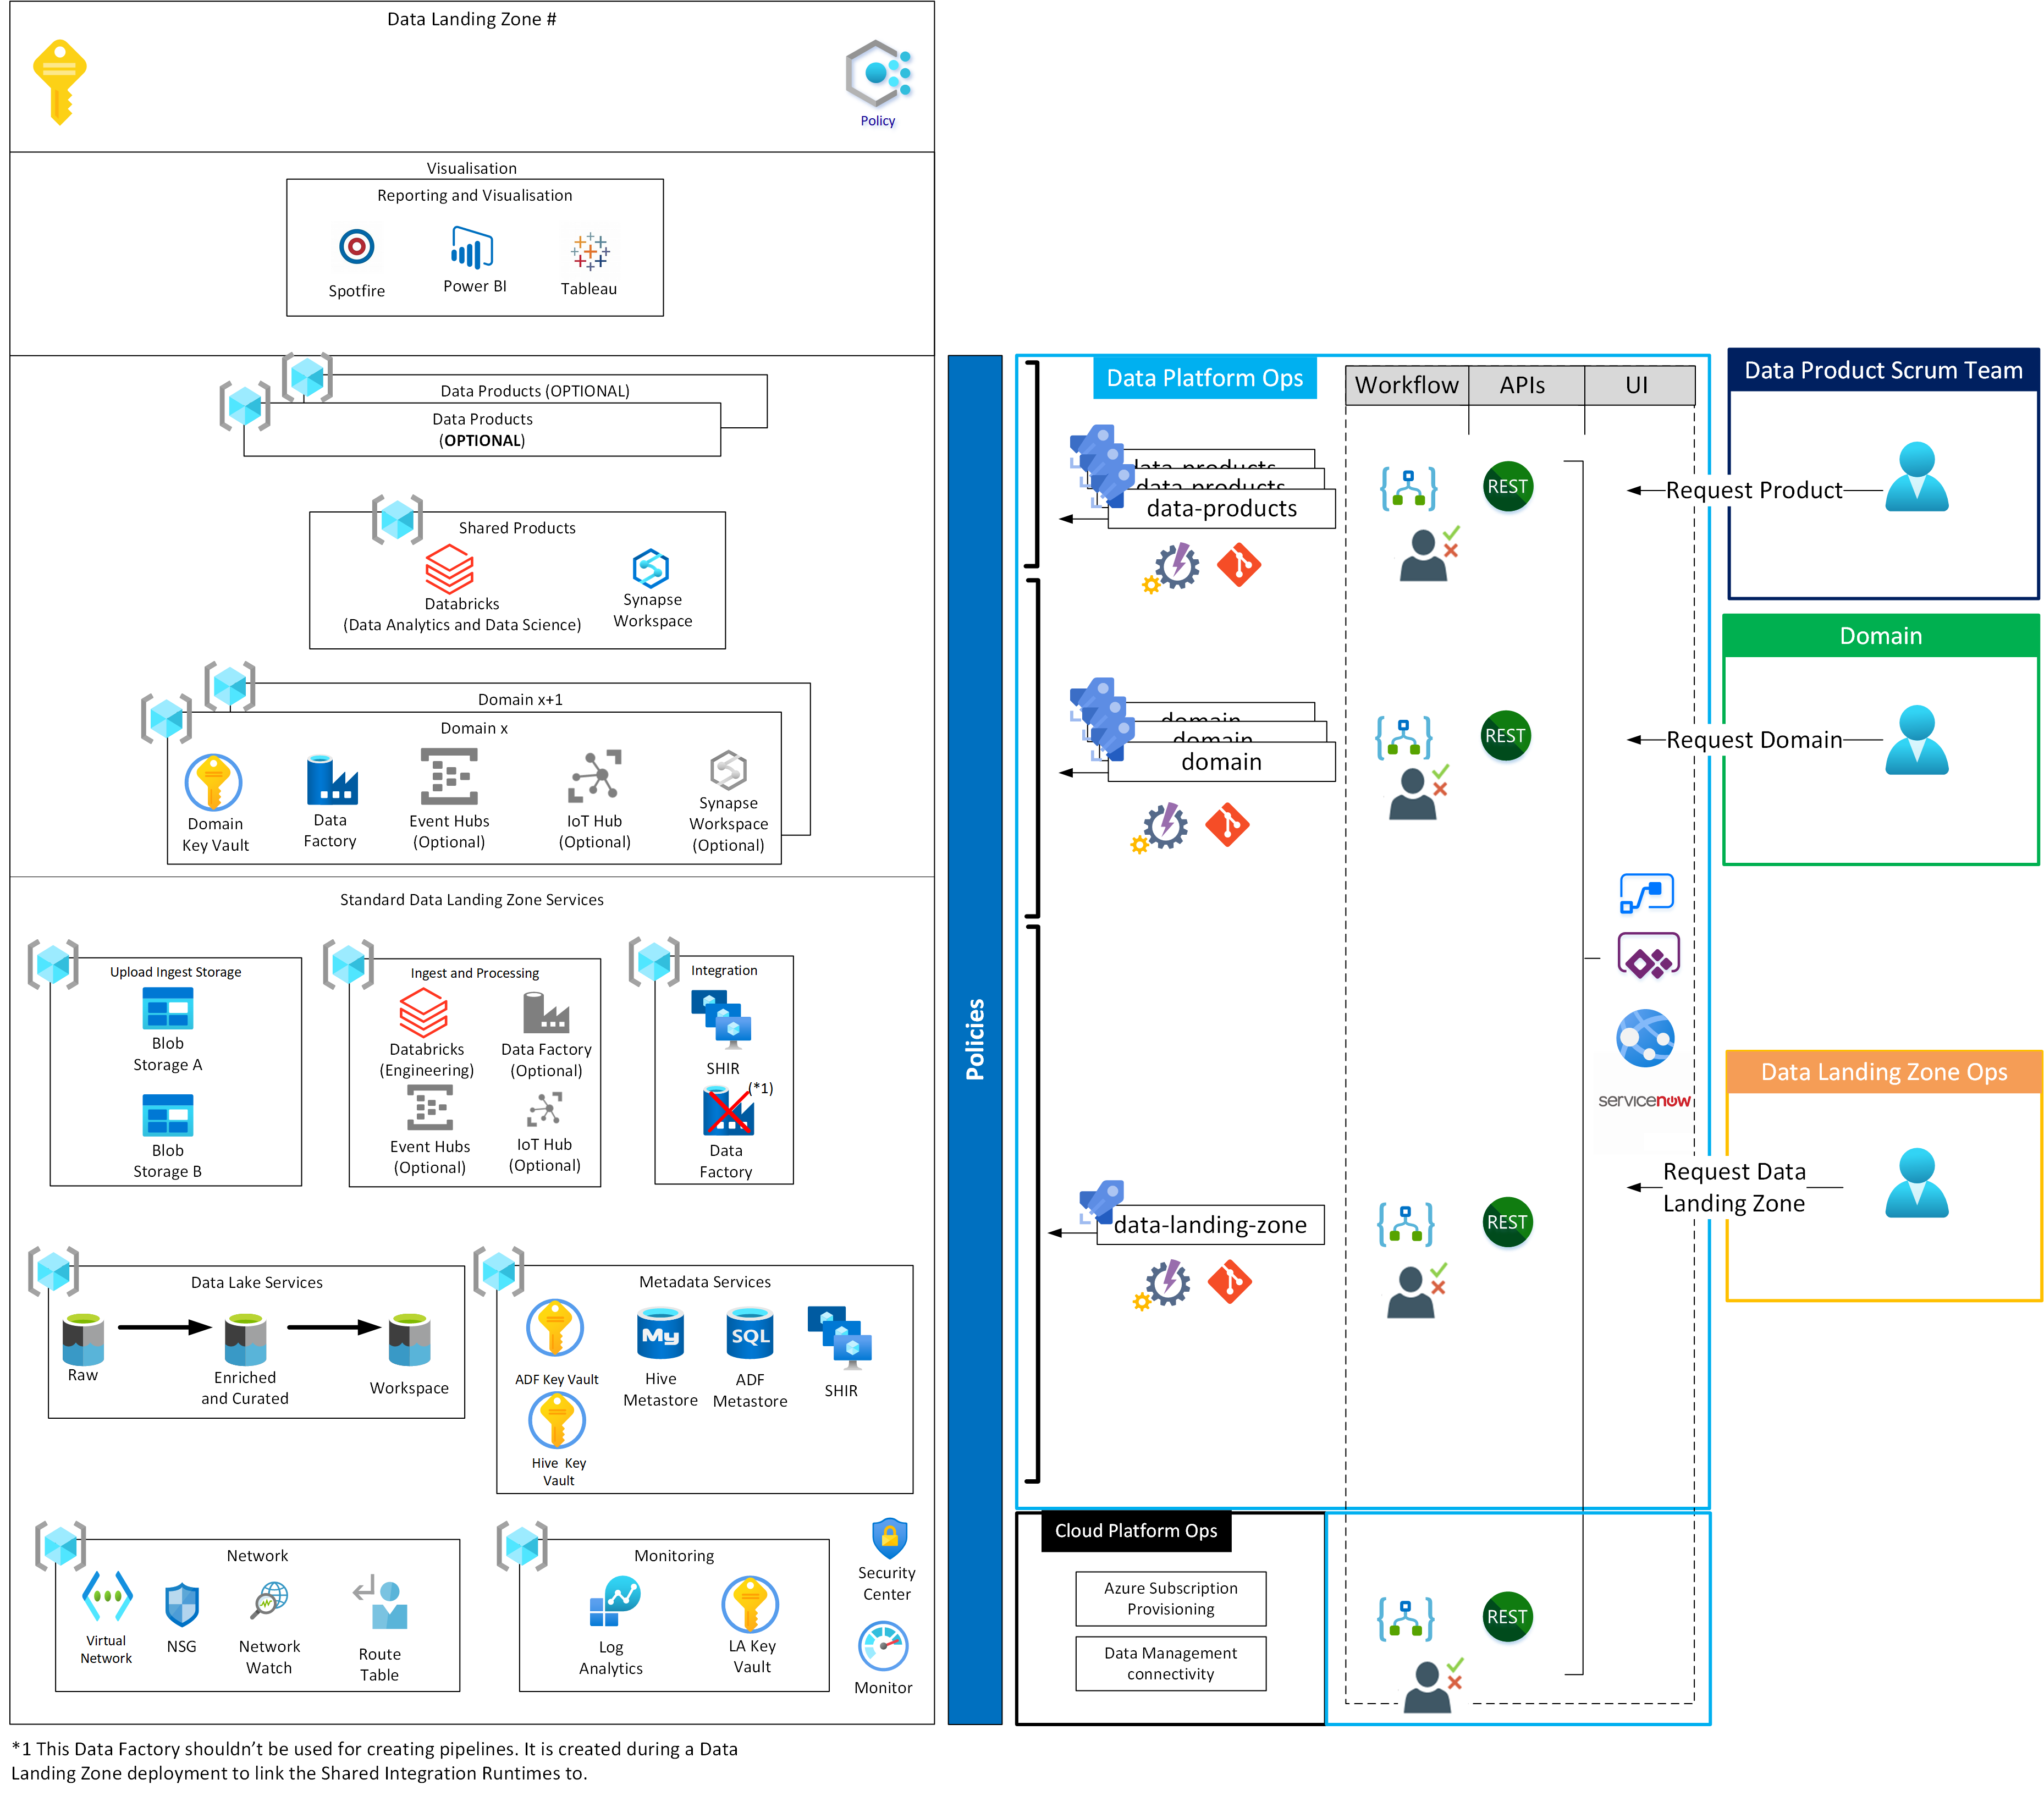 Data Landing Zone #
Policy
Visualisation
Reporting and Visualisation
Spotfire
Power BI
Tableau
Data Products (OPTIONAL)
Data Products
(OPTIONAL)
Shared Products
Databricks
(Data Analytics and Data Science)
Synapse
Workspace
Domain x+1
Domain x
Domain
Key Vault
Data
Factory
Event Hubs
(Optional)
IoT Hub
(Optional)
Synapse
Workspace
(Optional)
Standard Data Landing Zone Services
Upload Ingest Storage
Blob
Storage A
Blob
Storage B
Ingest and Processing
Databricks
(Engineering)
Data Factory
(Optional)
Event Hubs
(Optional)
IoT Hub
(Optional)
Integration
SHIR
(*1)
Data
Factory
Data Lake Services
Raw
Enriched
and Curated
Workspace
Metadata Services
ADF Key Vault
Hive Key
Vault
My
Hive
Metastore
SQL
ADF
Metastore
SHIR
Network
Virtual
Network
NSG
Network
Watch
Route
Table
Monitoring
Log
Analytics
LA Key
Vault
Security
Center
Monitor
*1 This Data Factory shouldn't be used for creating pipelines. It is created during a Data
Landing Zone deployment to link the Shared Integration Runtimes to.
Policies
Data Platform Ops
Workflow
APIs
UI
data-products
data-products
data-products
REST
domain
domain
domain
REST
data-landing-zone
REST
servicenow
Cloud Platform Ops
Azure Subscription
Provisioning
Data Management
connectivity
REST
Data Product Scrum Team
Request Product
Domain
Request Domain
Data Landing Zone Ops
Request Data
Landing Zone